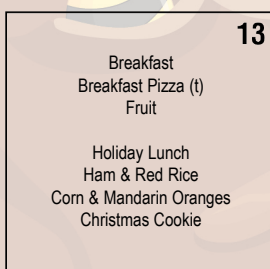 13
Breakfast
Breakfast Pizza (t)
Fruit
Holiday Lunch
Ham & Red Rice
Corn & Mandarin Oranges
Christmas Cookie